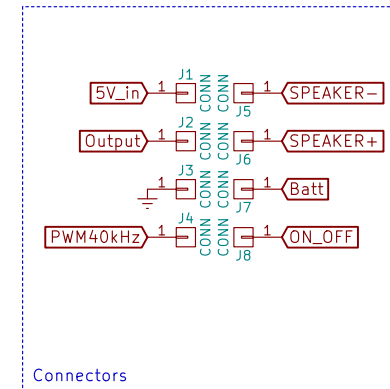 J1
5V_in 1 CONN CONN 1 SPEAKER-
J5
J2
Output 1 CONN CONN 1 SPEAKER+
J6
J3
1 CONN CONN 1 Batt
J7
J4
PWM40kHz 1 CONN CONN 1 ON_OFF
J8
Connectors